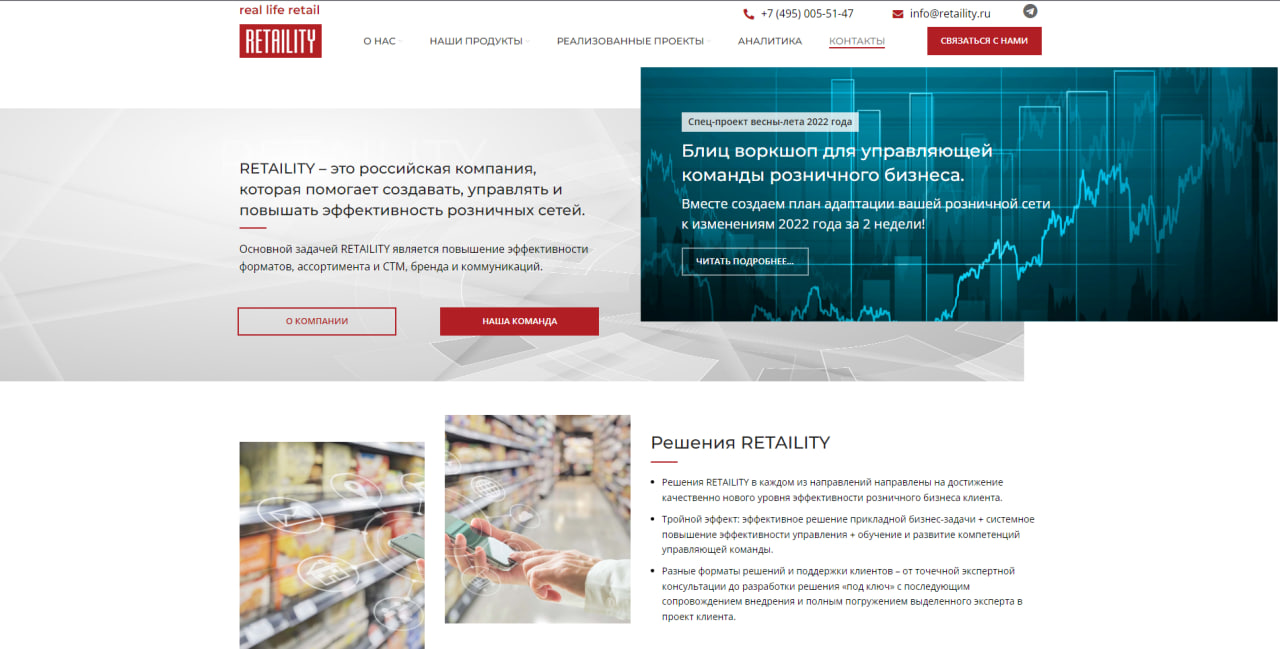 real life retail
+7 (495) 005-51-47
info@retaility.ru
RETAILITY
О НАС
НАШИ ПРОДУКТЫ
РЕАЛИЗОВАННЫЕ ПРОЕКТЫ
АНАЛИТИКА
КОНТАКТЫ
СВЯЗАТЬСЯ С НАМИ
RETAILITY – это российская компания,
которая помогает создавать, управлять и
повышать эффективность розничных сетей.
Основной задачей RETAILITY является повышение эффективности
форматов, ассортимента и СТМ, бренда и коммуникаций.
О КОМПАНИИ
НАША КОМАНДА
Спец-проект весны-лета 2022 года
Блиц воркшоп для управляющей
команды розничного бизнеса.
Вместе создаем план адаптации вашей розничной сети
к изменениям 2022 года за 2 недели!
ЧИТАТЬ ПОДРОБНЕЕ...
Решения RETAILITY
Решения RETAILITY в каждом из направлений направлены на достижение
качественно нового уровня эффективности розничного бизнеса клиента.
Тройной эффект: эффективное решение прикладной бизнес-задачи + системное
повышение эффективности управления + обучение и развитие компетенций
управляющей команды.
Разные форматы решений и поддержки клиентов – от точечной экспертной
консультации до разработки решения «под ключ» с последующим
сопровождением внедрения и полным погружением выделенного эксперта в
проект клиента.